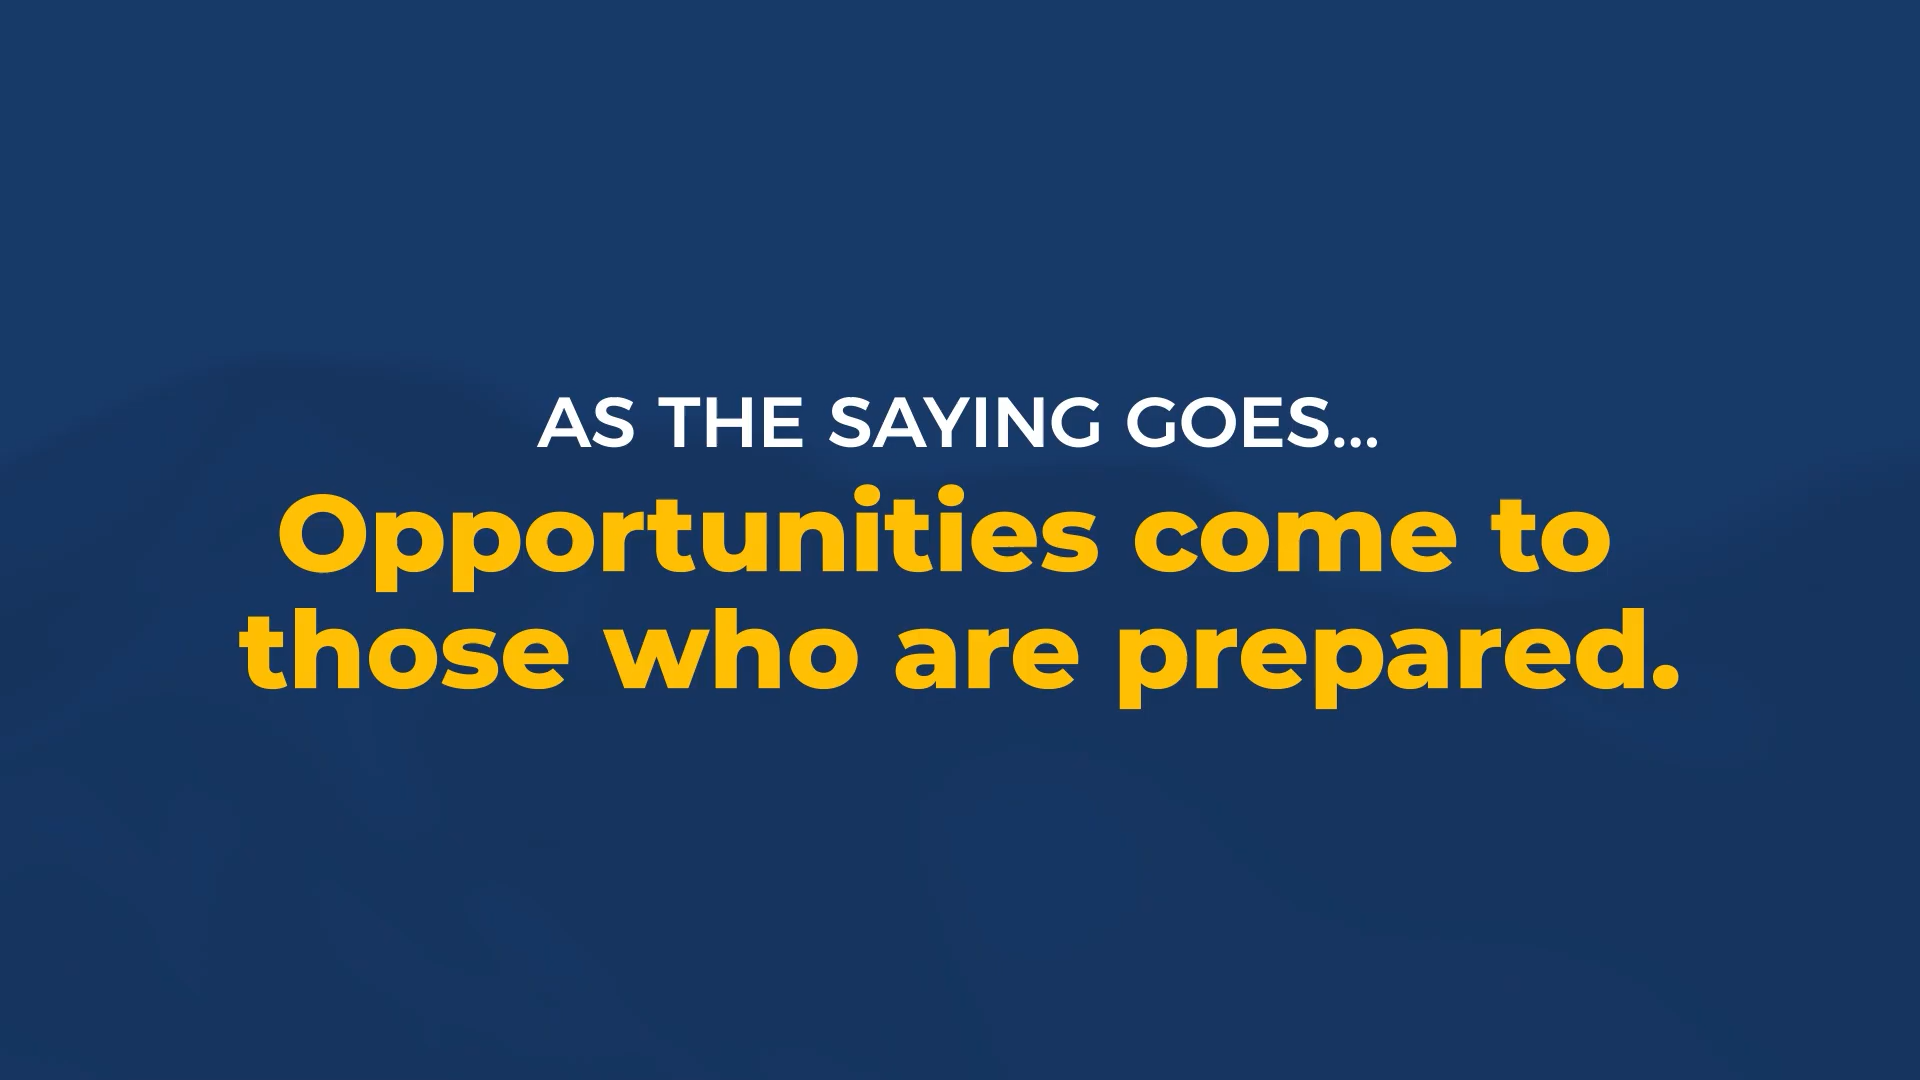 AS THE SAYING GOES...
Opportunities come to
those who are prepared.